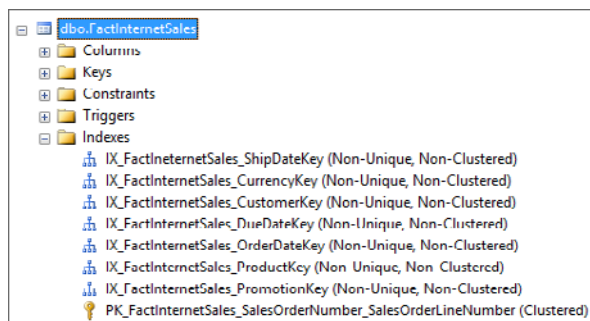 dbo.FactInternetSales
Columns
Keys
Constraints
Triggers
Indexes
IX_FactIneternetSales_ShipDateKey (Non-Unique, Non-Clustered)
IX_FactInternetSales_CurrencyKey (Non-Unique, Non-Clustered)
IX_FactInternetSales_CustomerKey (Non-Unique, Non-Clustered)
IX_FactInternetSales_DueDateKey (Non-Unique, Non-Clustered)
IX_FactInternetSales_OrderDateKey (Non-Unique, Non-Clustered)
IX_FactInternetSales_ProductKey (Non-Unique, Non-Clustered)
IX_FactInternetSales_PromotionKey (Non-Unique, Non-Clustered)
PK_FactInternetSales_SalesOrderNumber_SalesOrderLineNumber (Clustered)